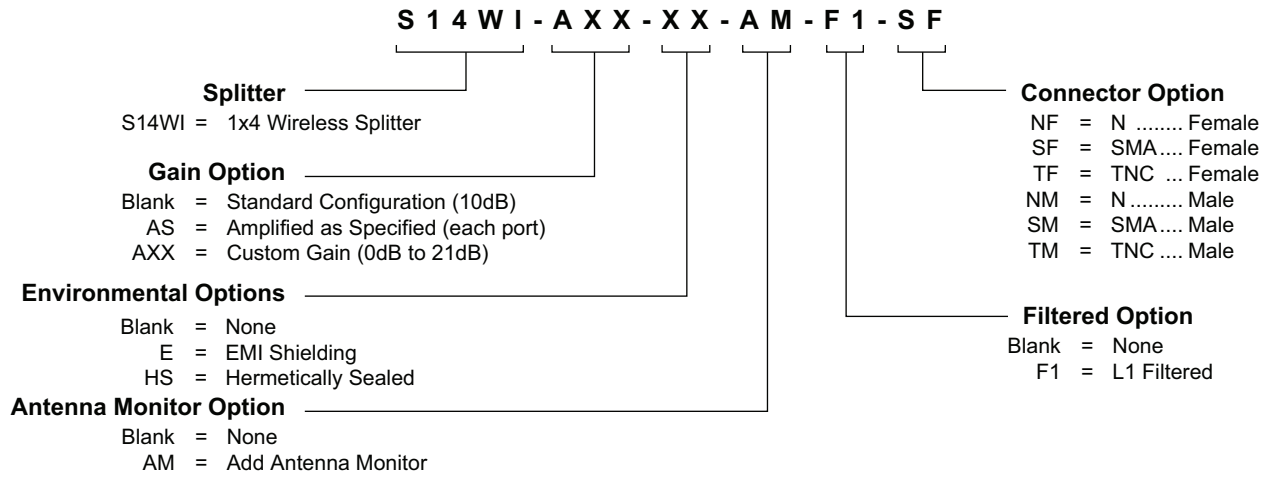 S14WI-AXX-XX-AM-F1-SF
Splitter
S14WI = 1x4 Wireless Splitter
Gain Option
Blank = Standard Configuration (10dB)
AS = Amplified as Specified (each port)
AXX = Custom Gain (0dB to 21dB)
Environmental Options
Blank = None
E = EMI Shielding
HS = Hermetically Sealed
Antenna Monitor Option
Blank = None
AM = Add Antenna Monitor
Connector Option
NF = N ........ Female
SF = SMA .... Female
TF = TNC ... Female
NM = N ......... Male
SM = SMA .... Male
TM = TNC .... Male
Filtered Option
Blank = None
F1 = L1 Filtered